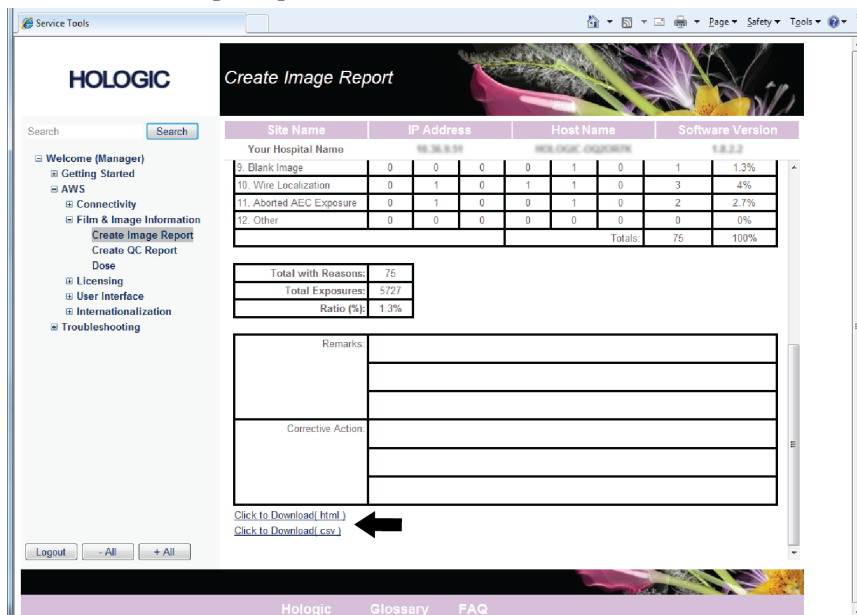 Service Tools
Page Safety Tools
HOLOGIC
Create Image Report
Search Search
Site Name IP Address Host Name Software Version
Your Hospital Name
Welcome (Manager)
Getting Started
AWS
Connectivity
Film & Image Information
Create Image Report
Create QC Report
Dose
Licensing
User Interface
Internationalization
Troubleshooting
9. Blank Image 0 0 0 0 1 0 1 1.3%
10. Wire Localization 0 1 0 1 1 0 3 4%
11. Aborted AEC Exposure 0 1 0 0 1 0 2 2.7%
12. Other 0 0 0 0 0 0 0 0%
Totals: 75 100%
Total with Reasons: 75
Total Exposures: 5727
Ratio (%): 1.3%
Remarks:
Corrective Action:
Click to Download( html )
Click to Download( csv )
Logout - All + All
Hologic Glossary FAQ